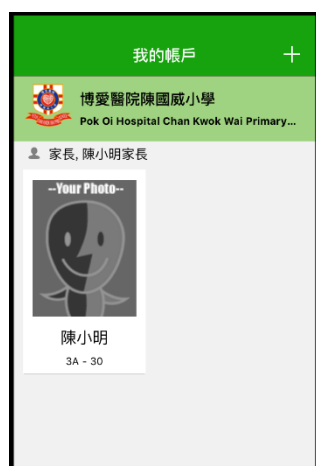 我的帳戶
博愛醫院陳國威小學
Pok Oi Hospital Chan Kwok Wai Primary...
家長, 陳小明家長
--Your Photo--
陳小明
3A - 30